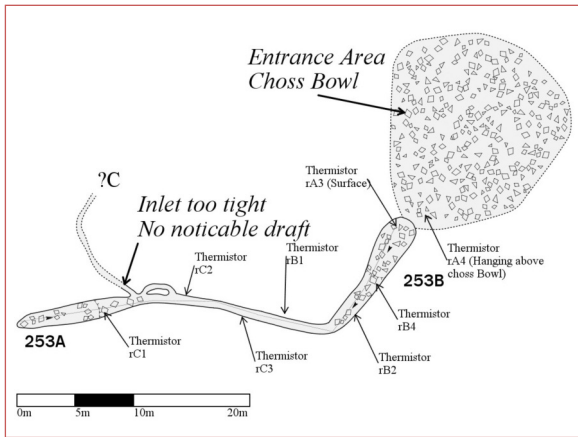 Entrance Area
Choss Bowl
Thermistor
rA3 (Surface)
?C
Inlet too tight
No noticable draft
Thermistor
rC2
Thermistor
rB1
Thermistor
rA4 (Hanging above
choss Bowl)
253B
Thermistor
rB4
253A
Thermistor
rC1
Thermistor
rC3
Thermistor
rB2
0m
5m
10m
20m